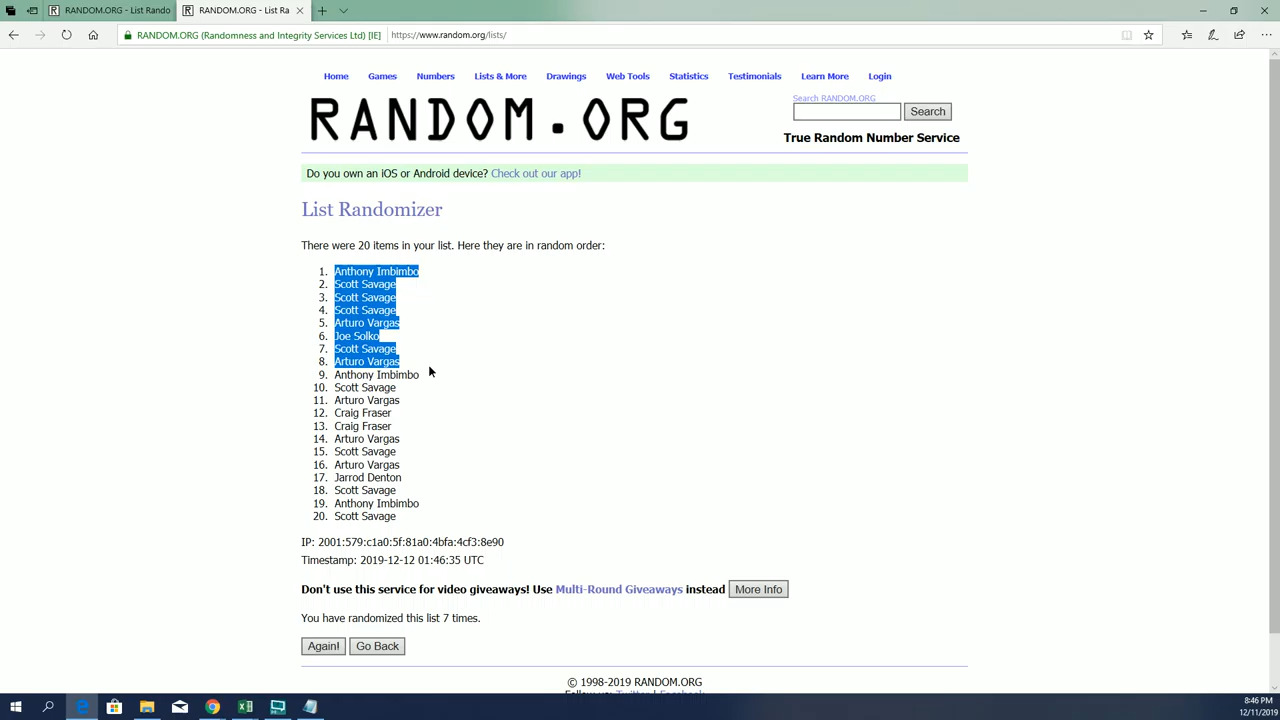 RANDOM.ORG - List Rando
RANDOM.ORG - List Ra
RANDOM.ORG (Randomness and Integrity Services Ltd) [IE]
https://www.random.org/lists/
Home Games Numbers Lists & More Drawings Web Tools Statistics Testimonials Learn More Login
RANDOM.ORG
Search RANDOM.ORG
Search
True Random Number Service
Do you own an iOS or Android device? Check out our app!
List Randomizer
There were 20 items in your list. Here they are in random order:
1. Anthony Imbimbo
2. Scott Savage
3. Scott Savage
4. Scott Savage
5. Arturo Vargas
6. Joe Solko
7. Scott Savage
8. Arturo Vargas
9. Anthony Imbimbo
10. Scott Savage
11. Arturo Vargas
12. Craig Fraser
13. Craig Fraser
14. Arturo Vargas
15. Scott Savage
16. Arturo Vargas
17. Jarrod Denton
18. Scott Savage
19. Anthony Imbimbo
20. Scott Savage
IP: 2001:579:c1a0:5f:81a0:4bfa:4cf3:8e90
Timestamp: 2019-12-12 01:46:35 UTC
Don't use this service for video giveaways! Use Multi-Round Giveaways instead More Info
You have randomized this list 7 times.
Again! Go Back
© 1998-2019 RANDOM.ORG
Follow us: Twitter | Facebook
8:46 PM
12/11/2019